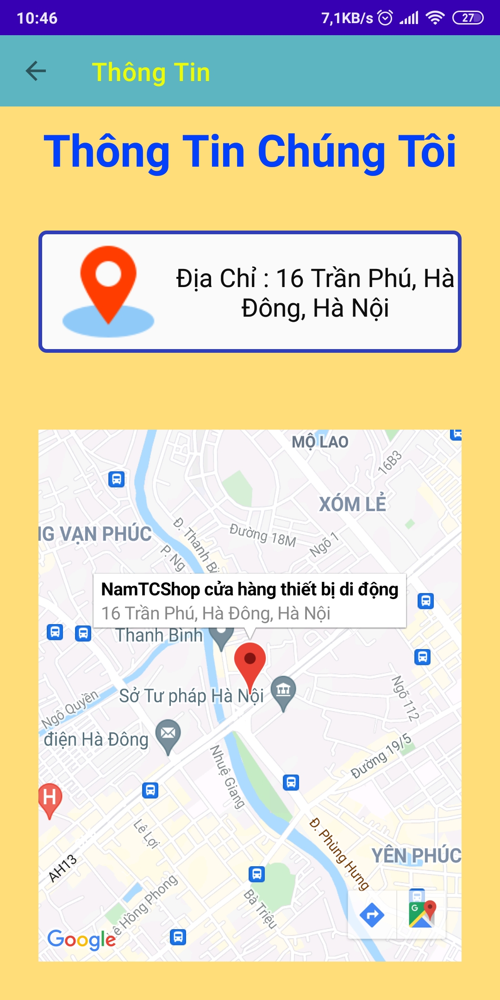 10:46
7,1KB/s
27
Thông Tin
Thông Tin Chúng Tôi
Địa Chỉ : 16 Trần Phú, Hà
Đông, Hà Nội
MỘ LAO
16B3
XÓM LẺ
IG VẠN PHÚC
Đ. Thanh Bì
Đường 18M
Ngõ 1
P. Ng
NamTCShop cửa hàng thiết bị di động
16 Trần Phú, Hà Đông, Hà Nội
Thanh Bình
Sở Tư pháp Hà Nội
Ngõ 112
Ngô Quyền
điện Hà Đông
Đường 19/5
Nhuệ Giang
H
Lê Lợi
Đ. Phùng Hưng
YÊN PHÚC
AH13
Lê Hồng Phong
Bà Triệu
G
Google